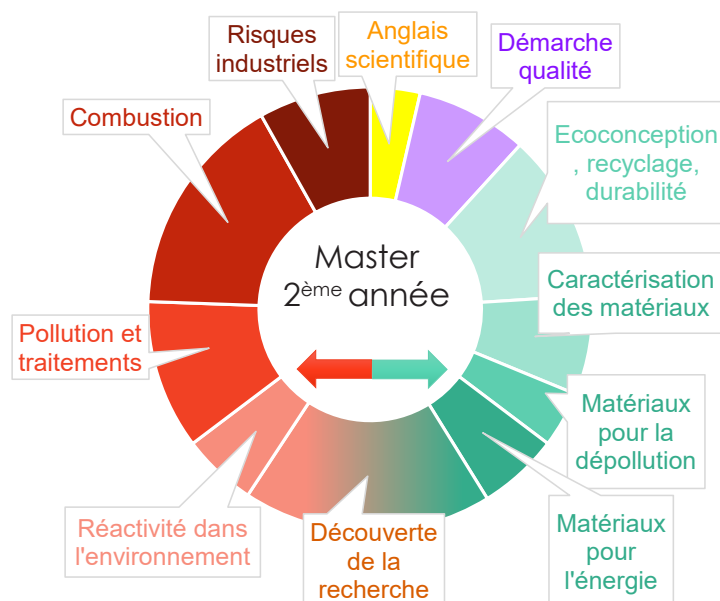 Risques
industriels
Anglais
scientifique
Démarche
qualité
Combustion
Ecoconception
, recyclage,
durabilité
Master
2ème année
Caractérisation
des matériaux
Pollution et
traitements
Matériaux
pour la
dépollution
Réactivité dans
l'environnement
Découverte
de la
recherche
Matériaux
pour
l'énergie